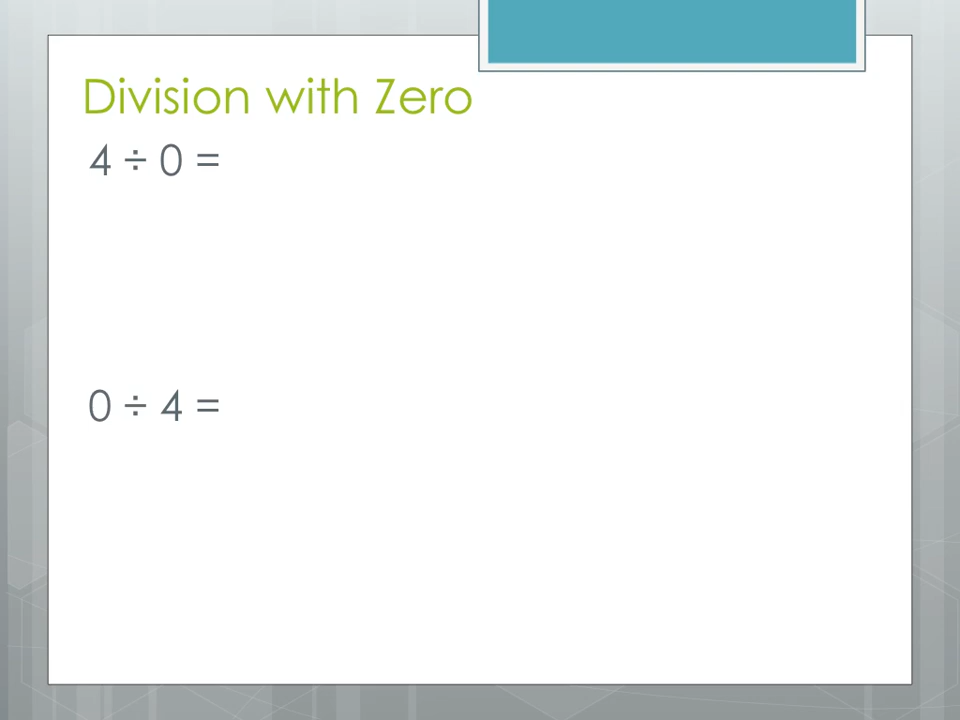 Division with Zero
4 ÷ 0 =
0 ÷ 4 =